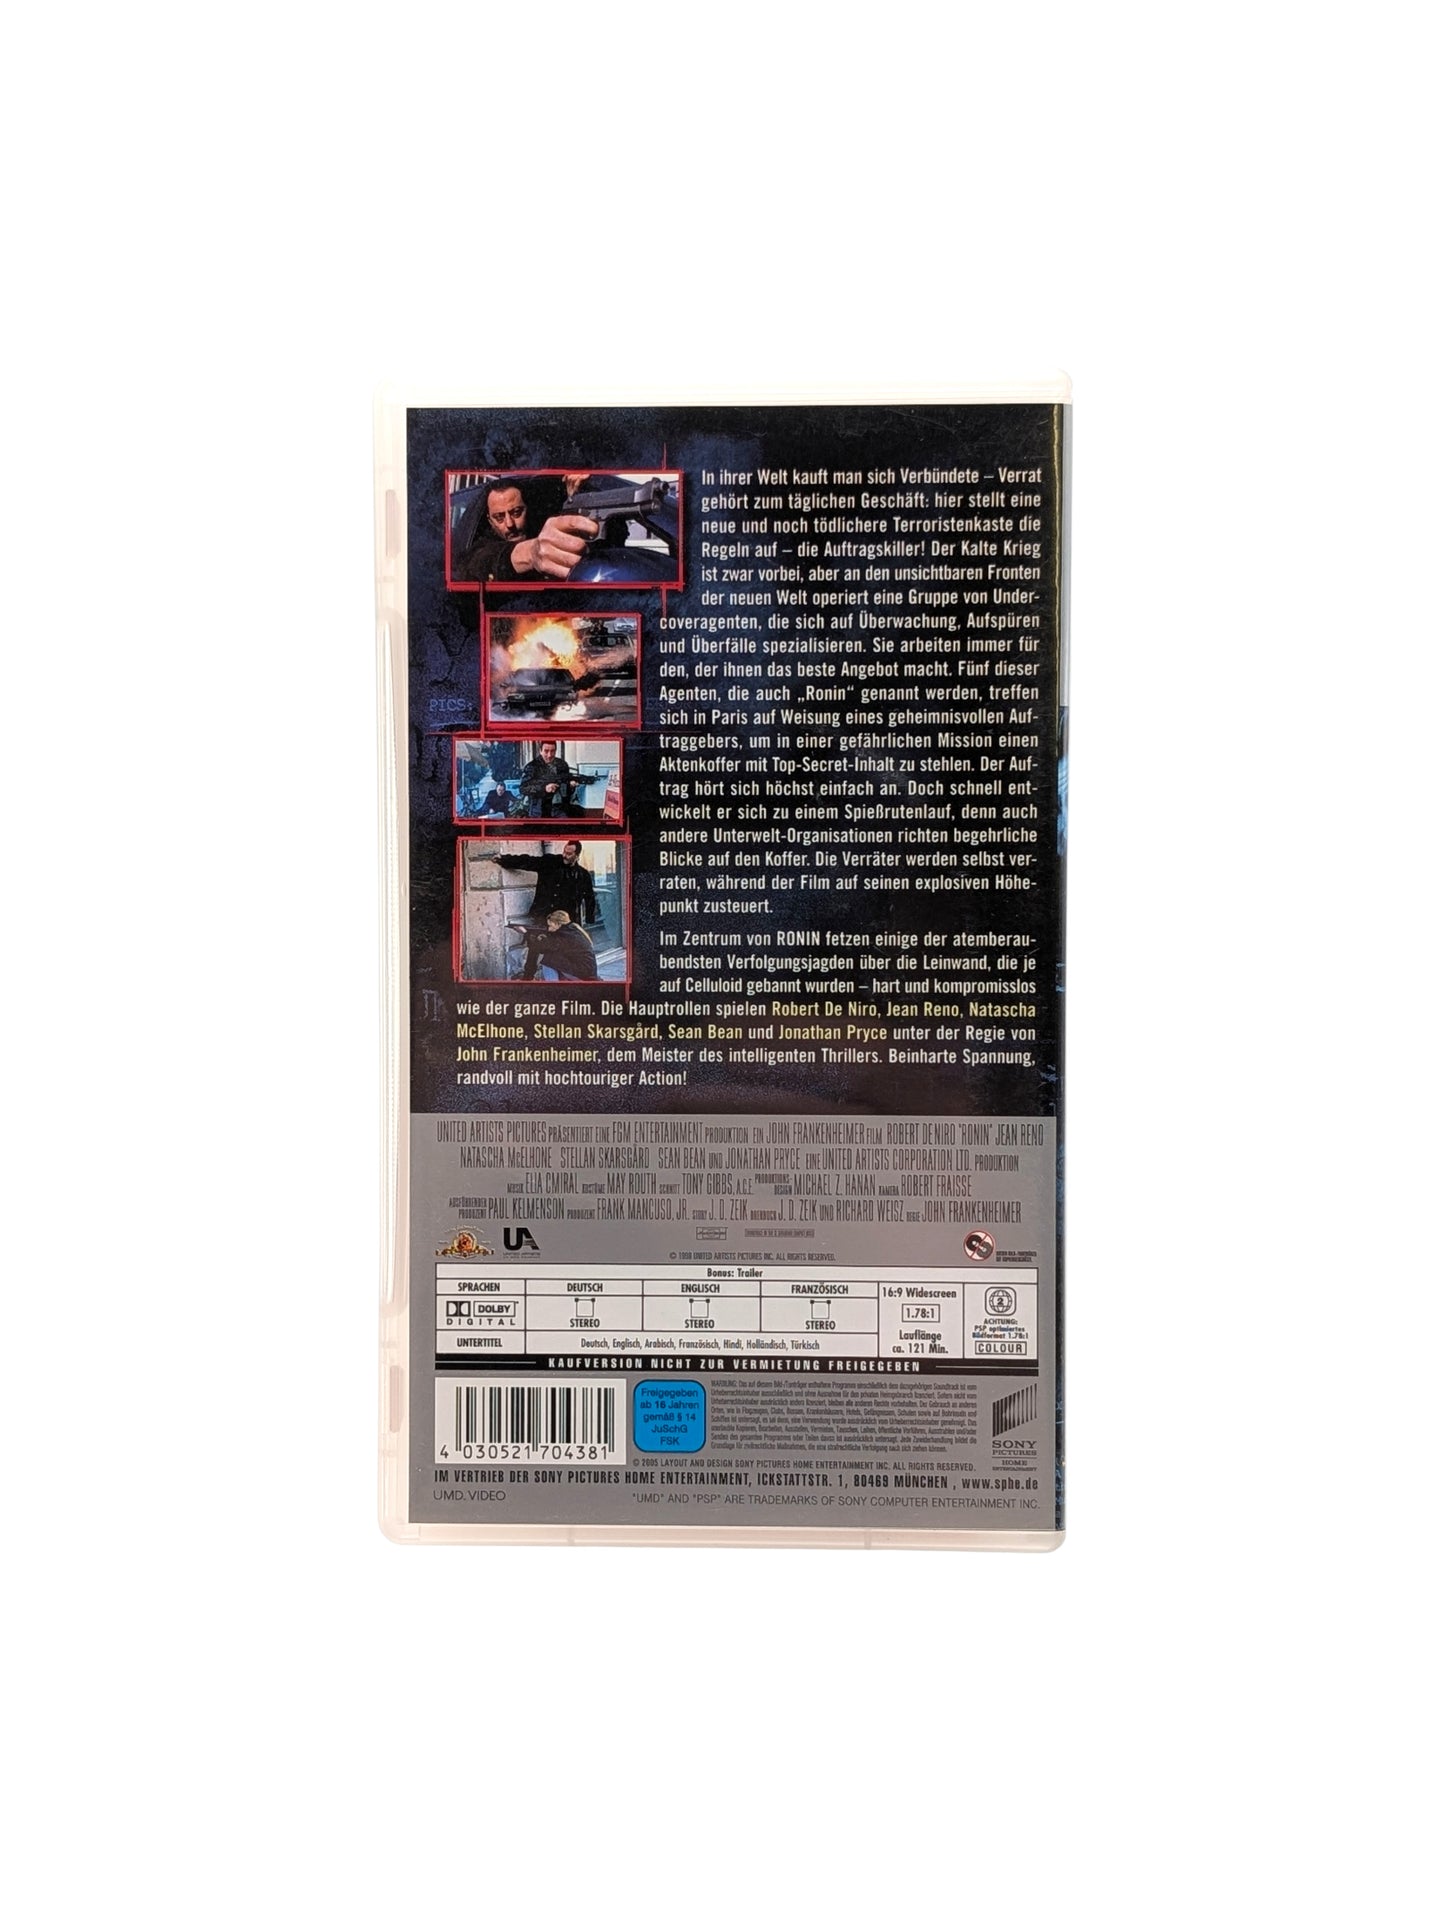 In ihrer Welt kauft man sich Verbündete – Verrat
gehört zum täglichen Geschäft: hier stellt eine
neue und noch tödlichere Terroristenkaste die
Regeln auf – die Auftragskiller! Der Kalte Krieg
ist zwar vorbei, aber an den unsichtbaren Fronten
der neuen Welt operiert eine Gruppe von Under-
coveragenten, die sich auf Überwachung, Aufspüren
und Überfälle spezialisieren. Sie arbeiten immer für
den, der ihnen das beste Angebot macht. Fünf dieser
Agenten, die auch „Ronin“ genannt werden, treffen
sich in Paris auf Weisung eines geheimnisvollen Auf-
traggebers, um in einer gefährlichen Mission einen
Aktenkoffer mit Top-Secret-Inhalt zu stehlen. Der Auf-
trag hört sich höchst einfach an. Doch schnell ent-
wickelt er sich zu einem Spießrutenlauf, denn auch
andere Unterwelt-Organisationen richten begehrliche
Blicke auf den Koffer. Die Verräter werden selbst ver-
raten, während der Film auf seinen explosiven Höhe-
punkt zusteuert.
PICS
Im Zentrum von RONIN fetzen einige der atemberau-
bendsten Verfolgungsjagden über die Leinwand, die je
auf Celluloid gebannt wurden – hart und kompromisslos
wie der ganze Film. Die Hauptrollen spielen Robert De Niro, Jean Reno, Natascha
McElhone, Stellan Skarsgård, Sean Bean und Jonathan Pryce unter der Regie von
John Frankenheimer, dem Meister des intelligenten Thrillers. Beinharte Spannung,
randvoll mit hochtouriger Action!
UNITED ARTISTS PICTURES PRÄSENTIERT EINE FGM ENTERTAINMENT PRODUKTION EIN JOHN FRANKENHEIMER FILM ROBERT DE NIRO "RONIN" JEAN RENO
NATASCHA McELHONE STELLAN SKARSGÅRD SEAN BEAN UND JONATHAN PRYCE EINE UNITED ARTISTS CORPORATION LTD. PRODUKTION
MUSIK ELIA CMIRAL KOSTÜME MAY ROUTH SCHNITT TONY GIBBS, A.C.E. PRODUKTIONS-DESIGN MICHAEL Z. HANAN KAMERA ROBERT FRAISSE
AUSFÜHRENDER PRODUZENT PAUL KELMENSON PRODUZENT FRANK MANCUSO, JR. STORY J. D. ZEIK DREHBUCH J. D. ZEIK UND RICHARD WEISZ REGIE JOHN FRANKENHEIMER
UA
UNITED ARTISTS
© 1998 UNITED ARTISTS PICTURES INC. ALL RIGHTS RESERVED.
Bonus: Trailer
SPRACHEN DEUTSCH ENGLISCH FRANZÖSISCH
DOLBY DIGITAL STEREO STEREO STEREO
UNTERTITEL Deutsch, Englisch, Arabisch, Französisch, Hindi, Holländisch, Türkisch
16:9 Widescreen
1.78:1
Lauflänge
ca. 121 Min.
2
ACHTUNG:
PSP optimiertes
Bildformat 1.78:1
COLOUR
KAUFVERSION NICHT ZUR VERMIETUNG FREIGEGEBEN
4 030521 704381
Freigegeben
ab 16 Jahren
gemäß § 14
JuSchG
FSK
SONY
PICTURES
HOME
ENTERTAINMENT
© 2005 LAYOUT AND DESIGN SONY PICTURES HOME ENTERTAINMENT INC. ALL RIGHTS RESERVED.
IM VERTRIEB DER SONY PICTURES HOME ENTERTAINMENT, ICKSTATTSTR. 1, 80469 MÜNCHEN, www.sphe.de
UMD. VIDEO
"UMD" AND "PSP" ARE TRADEMARKS OF SONY COMPUTER ENTERTAINMENT INC.